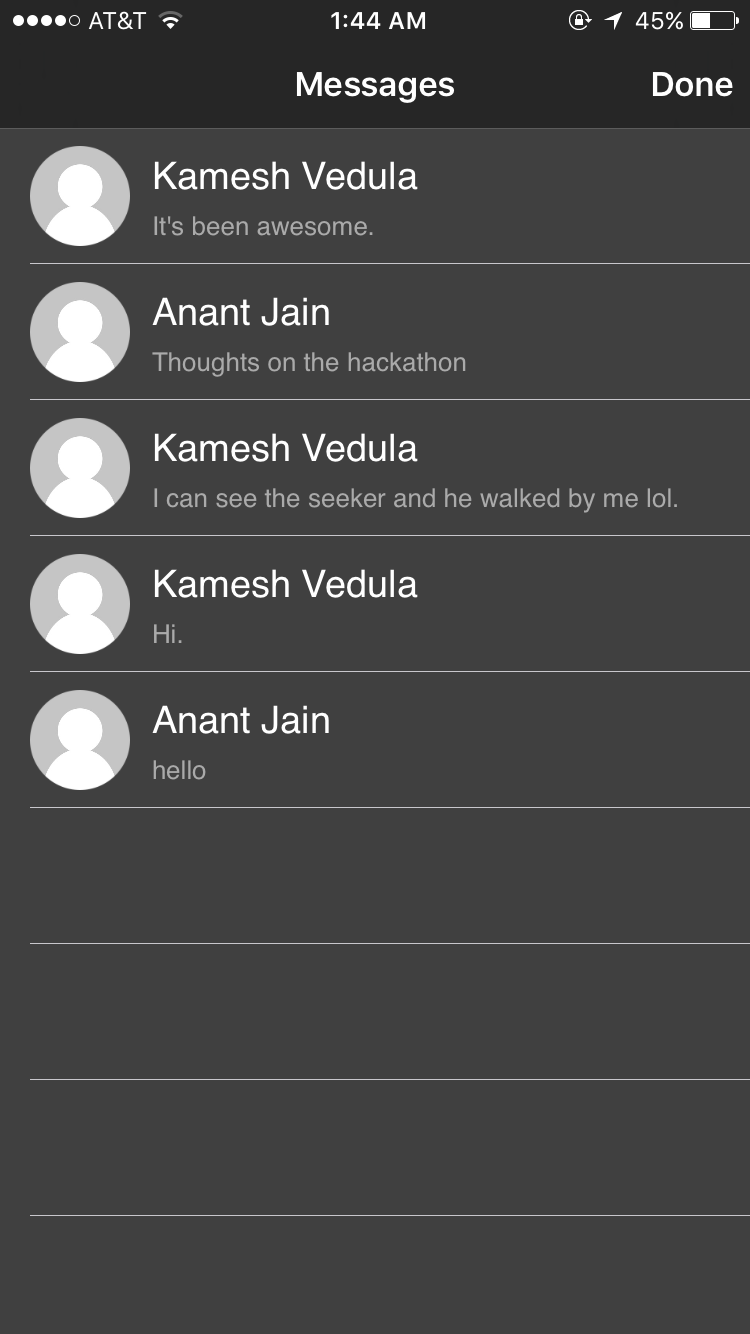 AT&T 1:44 AM 45%
Messages Done
Kamesh Vedula
It's been awesome.
Anant Jain
Thoughts on the hackathon
Kamesh Vedula
I can see the seeker and he walked by me lol.
Kamesh Vedula
Hi.
Anant Jain
hello